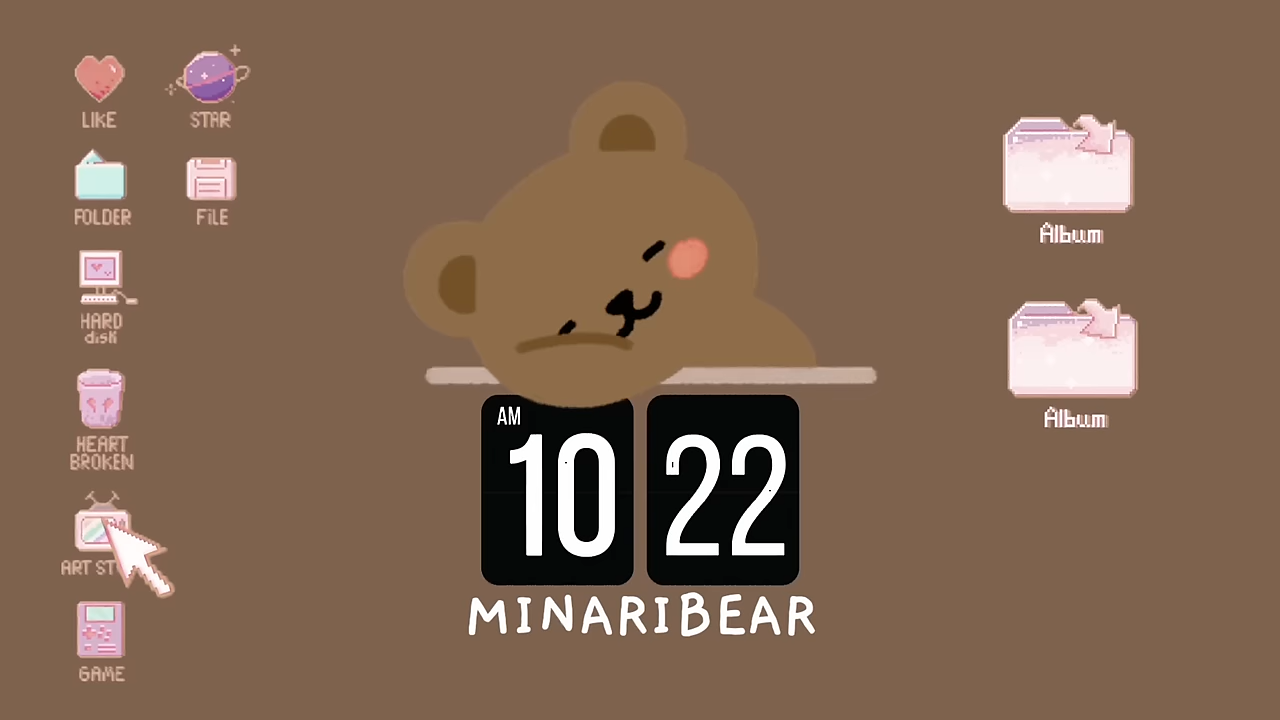 LIKE
STAR
FOLDER
FiLE
HARD
disk
HEART
BROKEN
ART ST
GAME
AM
10 22
MINARIBEAR
Album
Album